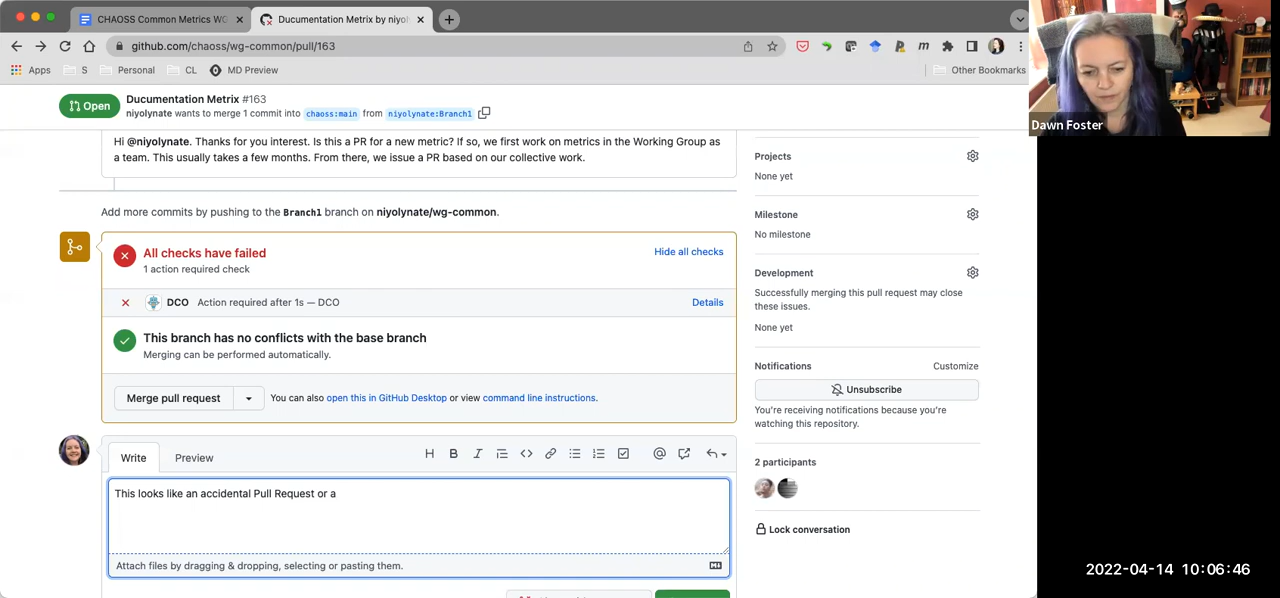 CHAOSS Common Metrics WG
Ducumentation Metrix by niyol
github.com/chaoss/wg-common/pull/163
Apps
S
Personal
CL
MD Preview
Other Bookmarks
Dawn Foster
Open
Ducumentation Metrix #163
niyolynate wants to merge 1 commit into chaoss:main from niyolynate:Branch1
Hi @niyolynate. Thanks for you interest. Is this a PR for a new metric? If so, we first work on metrics in the Working Group as
a team. This usually takes a few months. From there, we issue a PR based on our collective work.
Add more commits by pushing to the Branch1 branch on niyolynate/wg-common.
All checks have failed
Hide all checks
1 action required check
DCO Action required after 1s — DCO
Details
This branch has no conflicts with the base branch
Merging can be performed automatically.
Merge pull request
You can also open this in GitHub Desktop or view command line instructions.
Write
Preview
This looks like an accidental Pull Request or a
Attach files by dragging & dropping, selecting or pasting them.
Projects
None yet
Milestone
No milestone
Development
Successfully merging this pull request may close
these issues.
None yet
Notifications
Customize
Unsubscribe
You're receiving notifications because you're
watching this repository.
2 participants
Lock conversation
2022-04-14 10:06:46